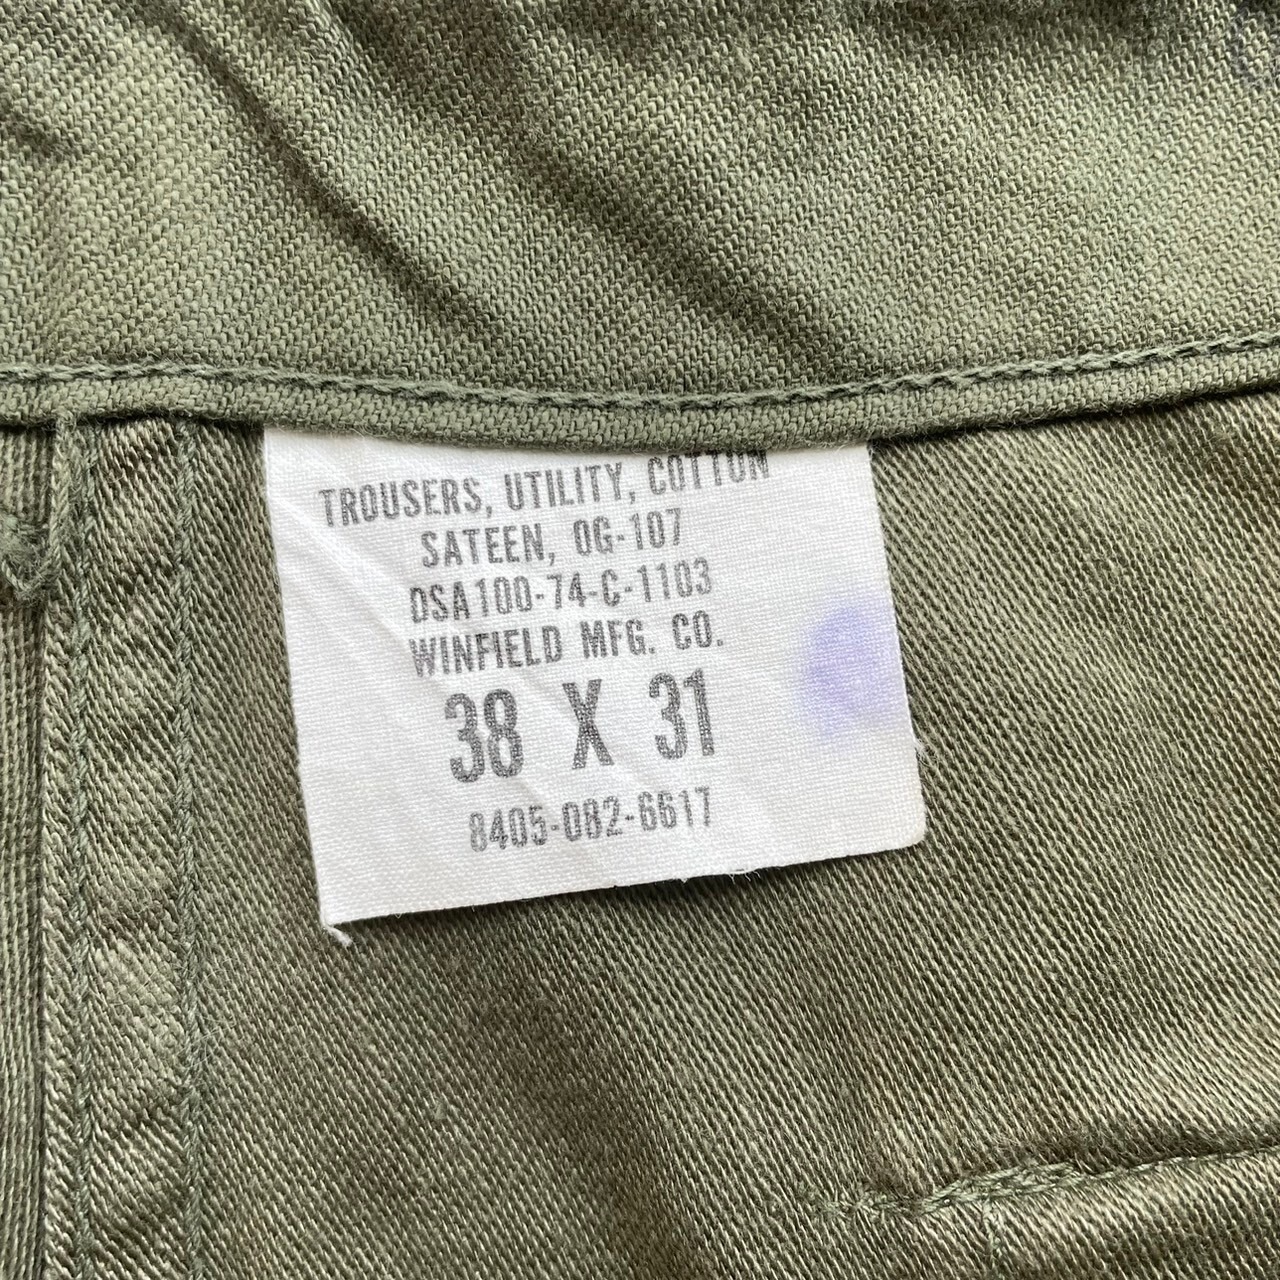 TROUSERS, UTILITY, COTTON
SATEEN, OG-107
DSA100-74-C-1103
WINFIELD MFG. CO.
38 X 31
8405-082-6617